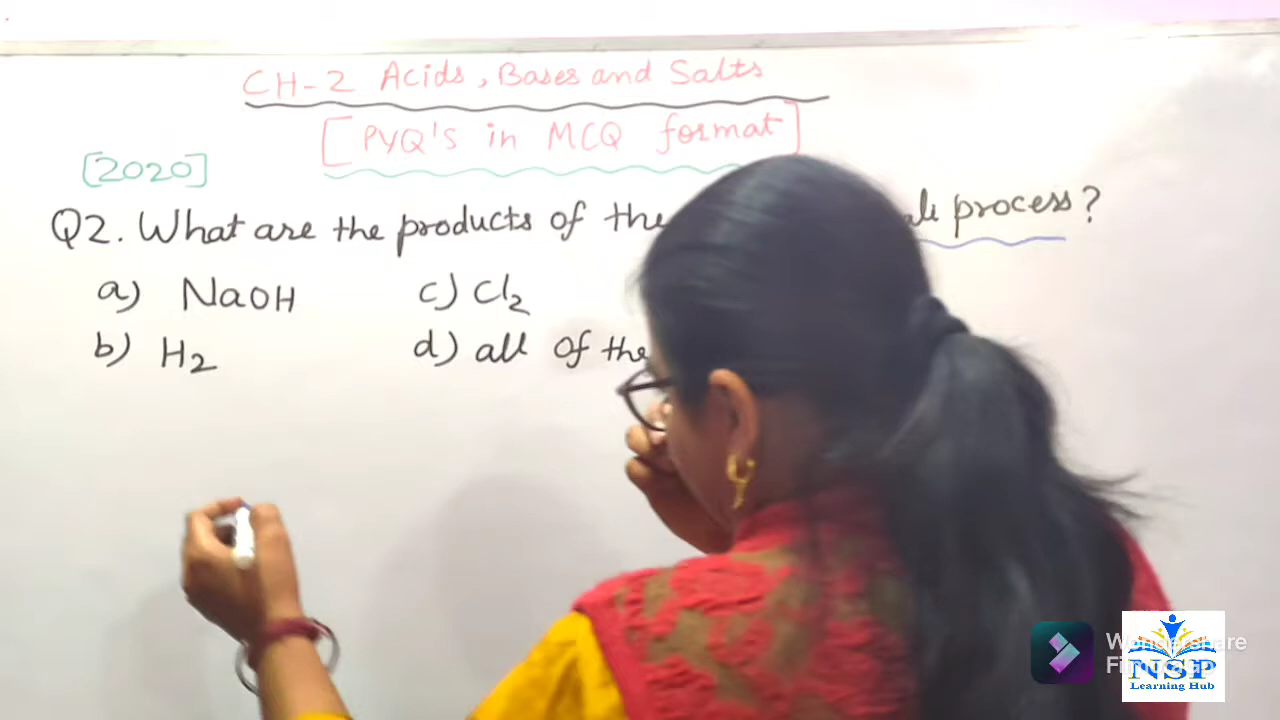 CH-2 Acids, Bases and Salts
[PYQ's in MCQ format]
[2020]
Q2. What are the products of the process?
a) NaOH c) Cl2
b) H2 d) all of the
Wondershare
NSP
Learning Hub